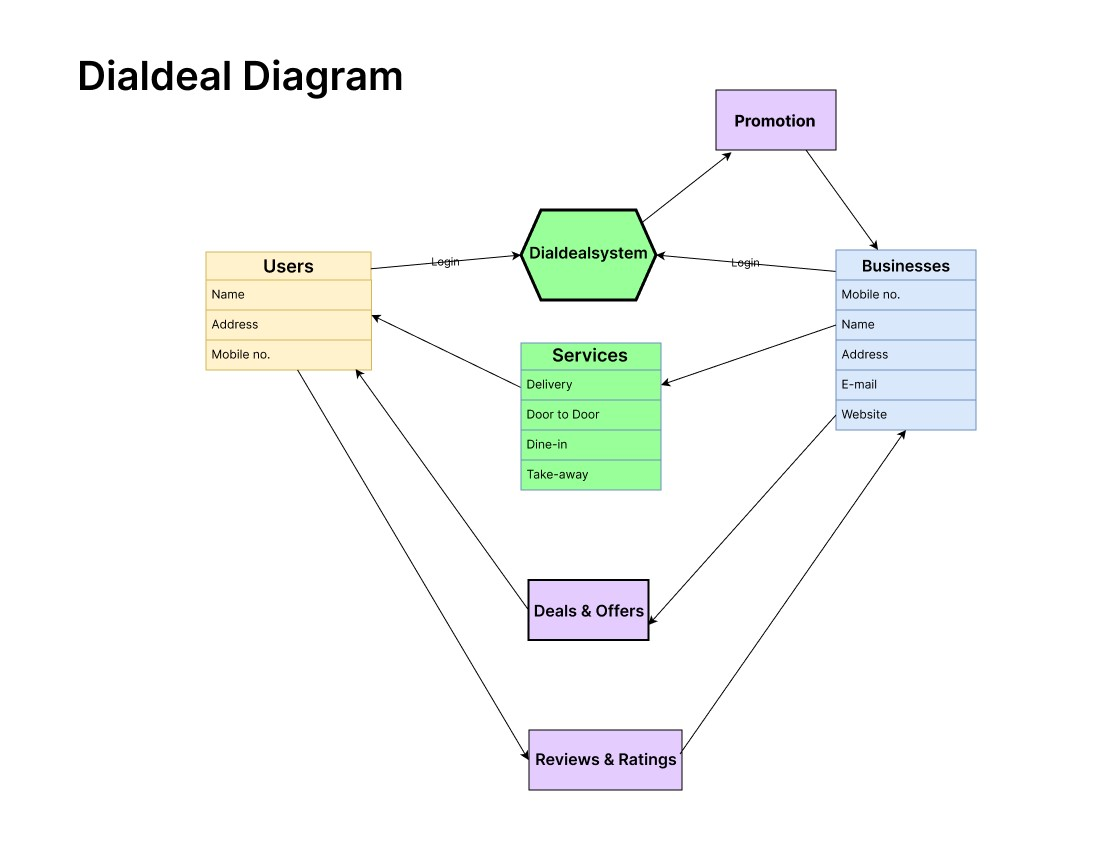 Dialdeal Diagram
Promotion
Dialdealsystem
Login
Login
Users
Name
Address
Mobile no.
Businesses
Mobile no.
Name
Address
E-mail
Website
Services
Delivery
Door to Door
Dine-in
Take-away
Deals & Offers
Reviews & Ratings